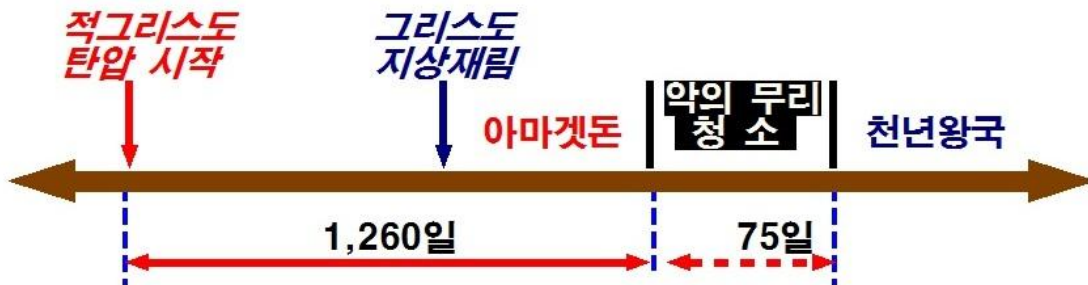 적그리스도
탄압 시작
그리스도
지상재림
아마겟돈
악의 무리
청 소
천년왕국
1,260일
75일